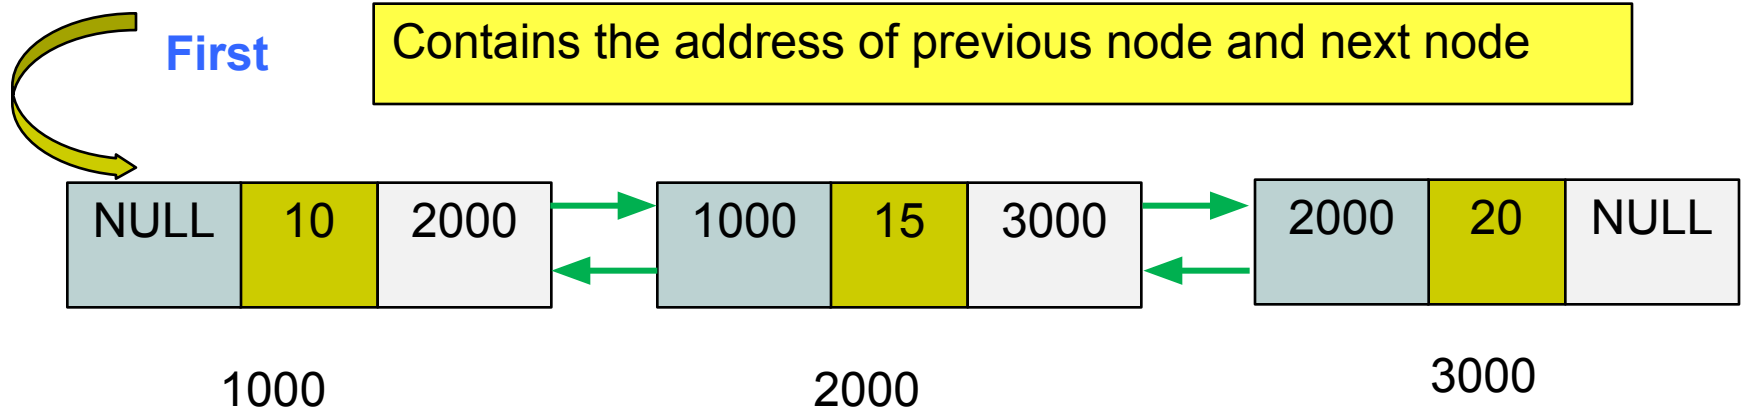 First
Contains the address of previous node and next node
NULL 10 2000 1000 15 3000 2000 20 NULL
1000 2000 3000